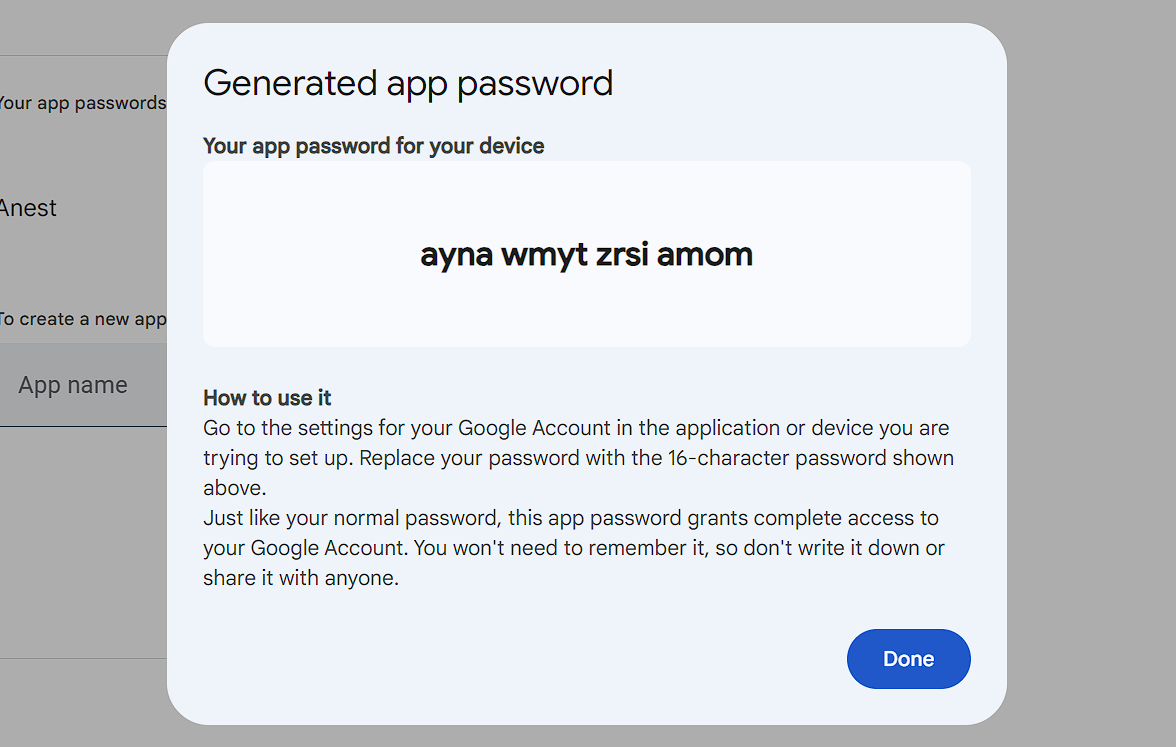 Generated app password
Your app passwords
Your app password for your device
Anest
ayna wmyt zrsi amom
To create a new app
App name
How to use it
Go to the settings for your Google Account in the application or device you are
trying to set up. Replace your password with the 16-character password shown
above.
Just like your normal password, this app password grants complete access to
your Google Account. You won't need to remember it, so don't write it down or
share it with anyone.
Done